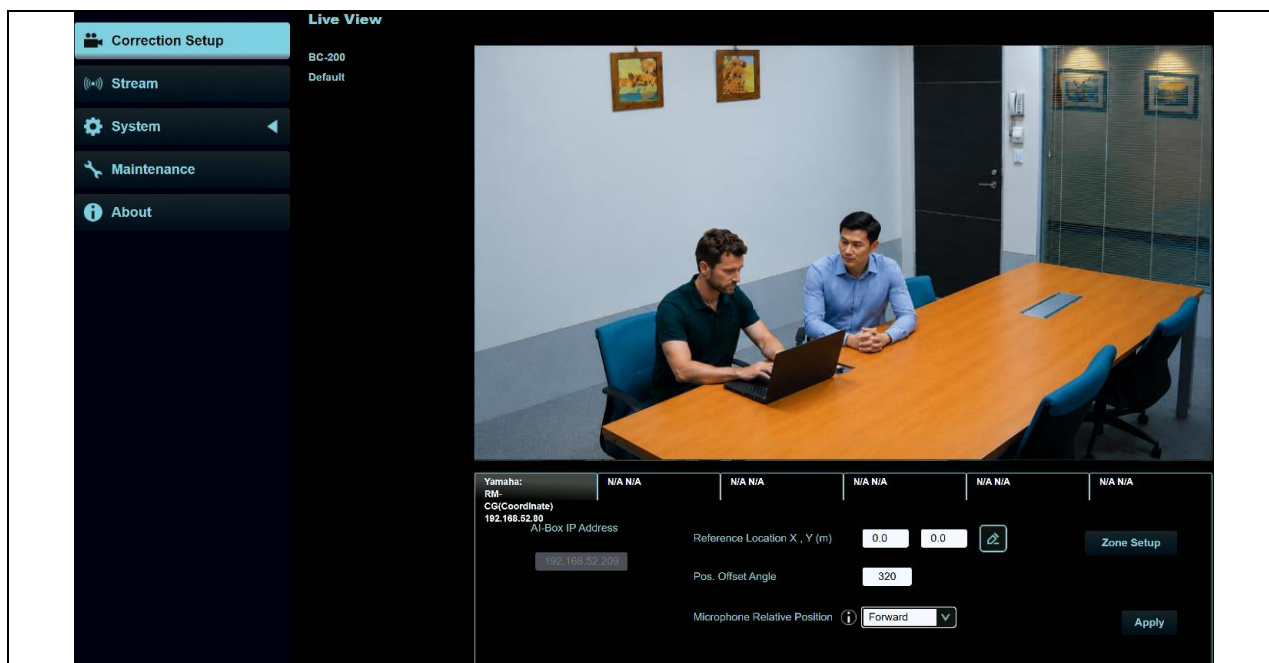 Live View
Correction Setup
Stream
System
Maintenance
About
BC-200
Default
Yamaha:
RM-
CG(Coordinate)
192.168.52.80
N/A N/A
N/A N/A
N/A N/A
N/A N/A
N/A N/A
AI-Box IP Address
192.168.52.209
Reference Location X , Y (m) 0.0 0.0
Zone Setup
Pos. Offset Angle 320
Microphone Relative Position Forward
Apply